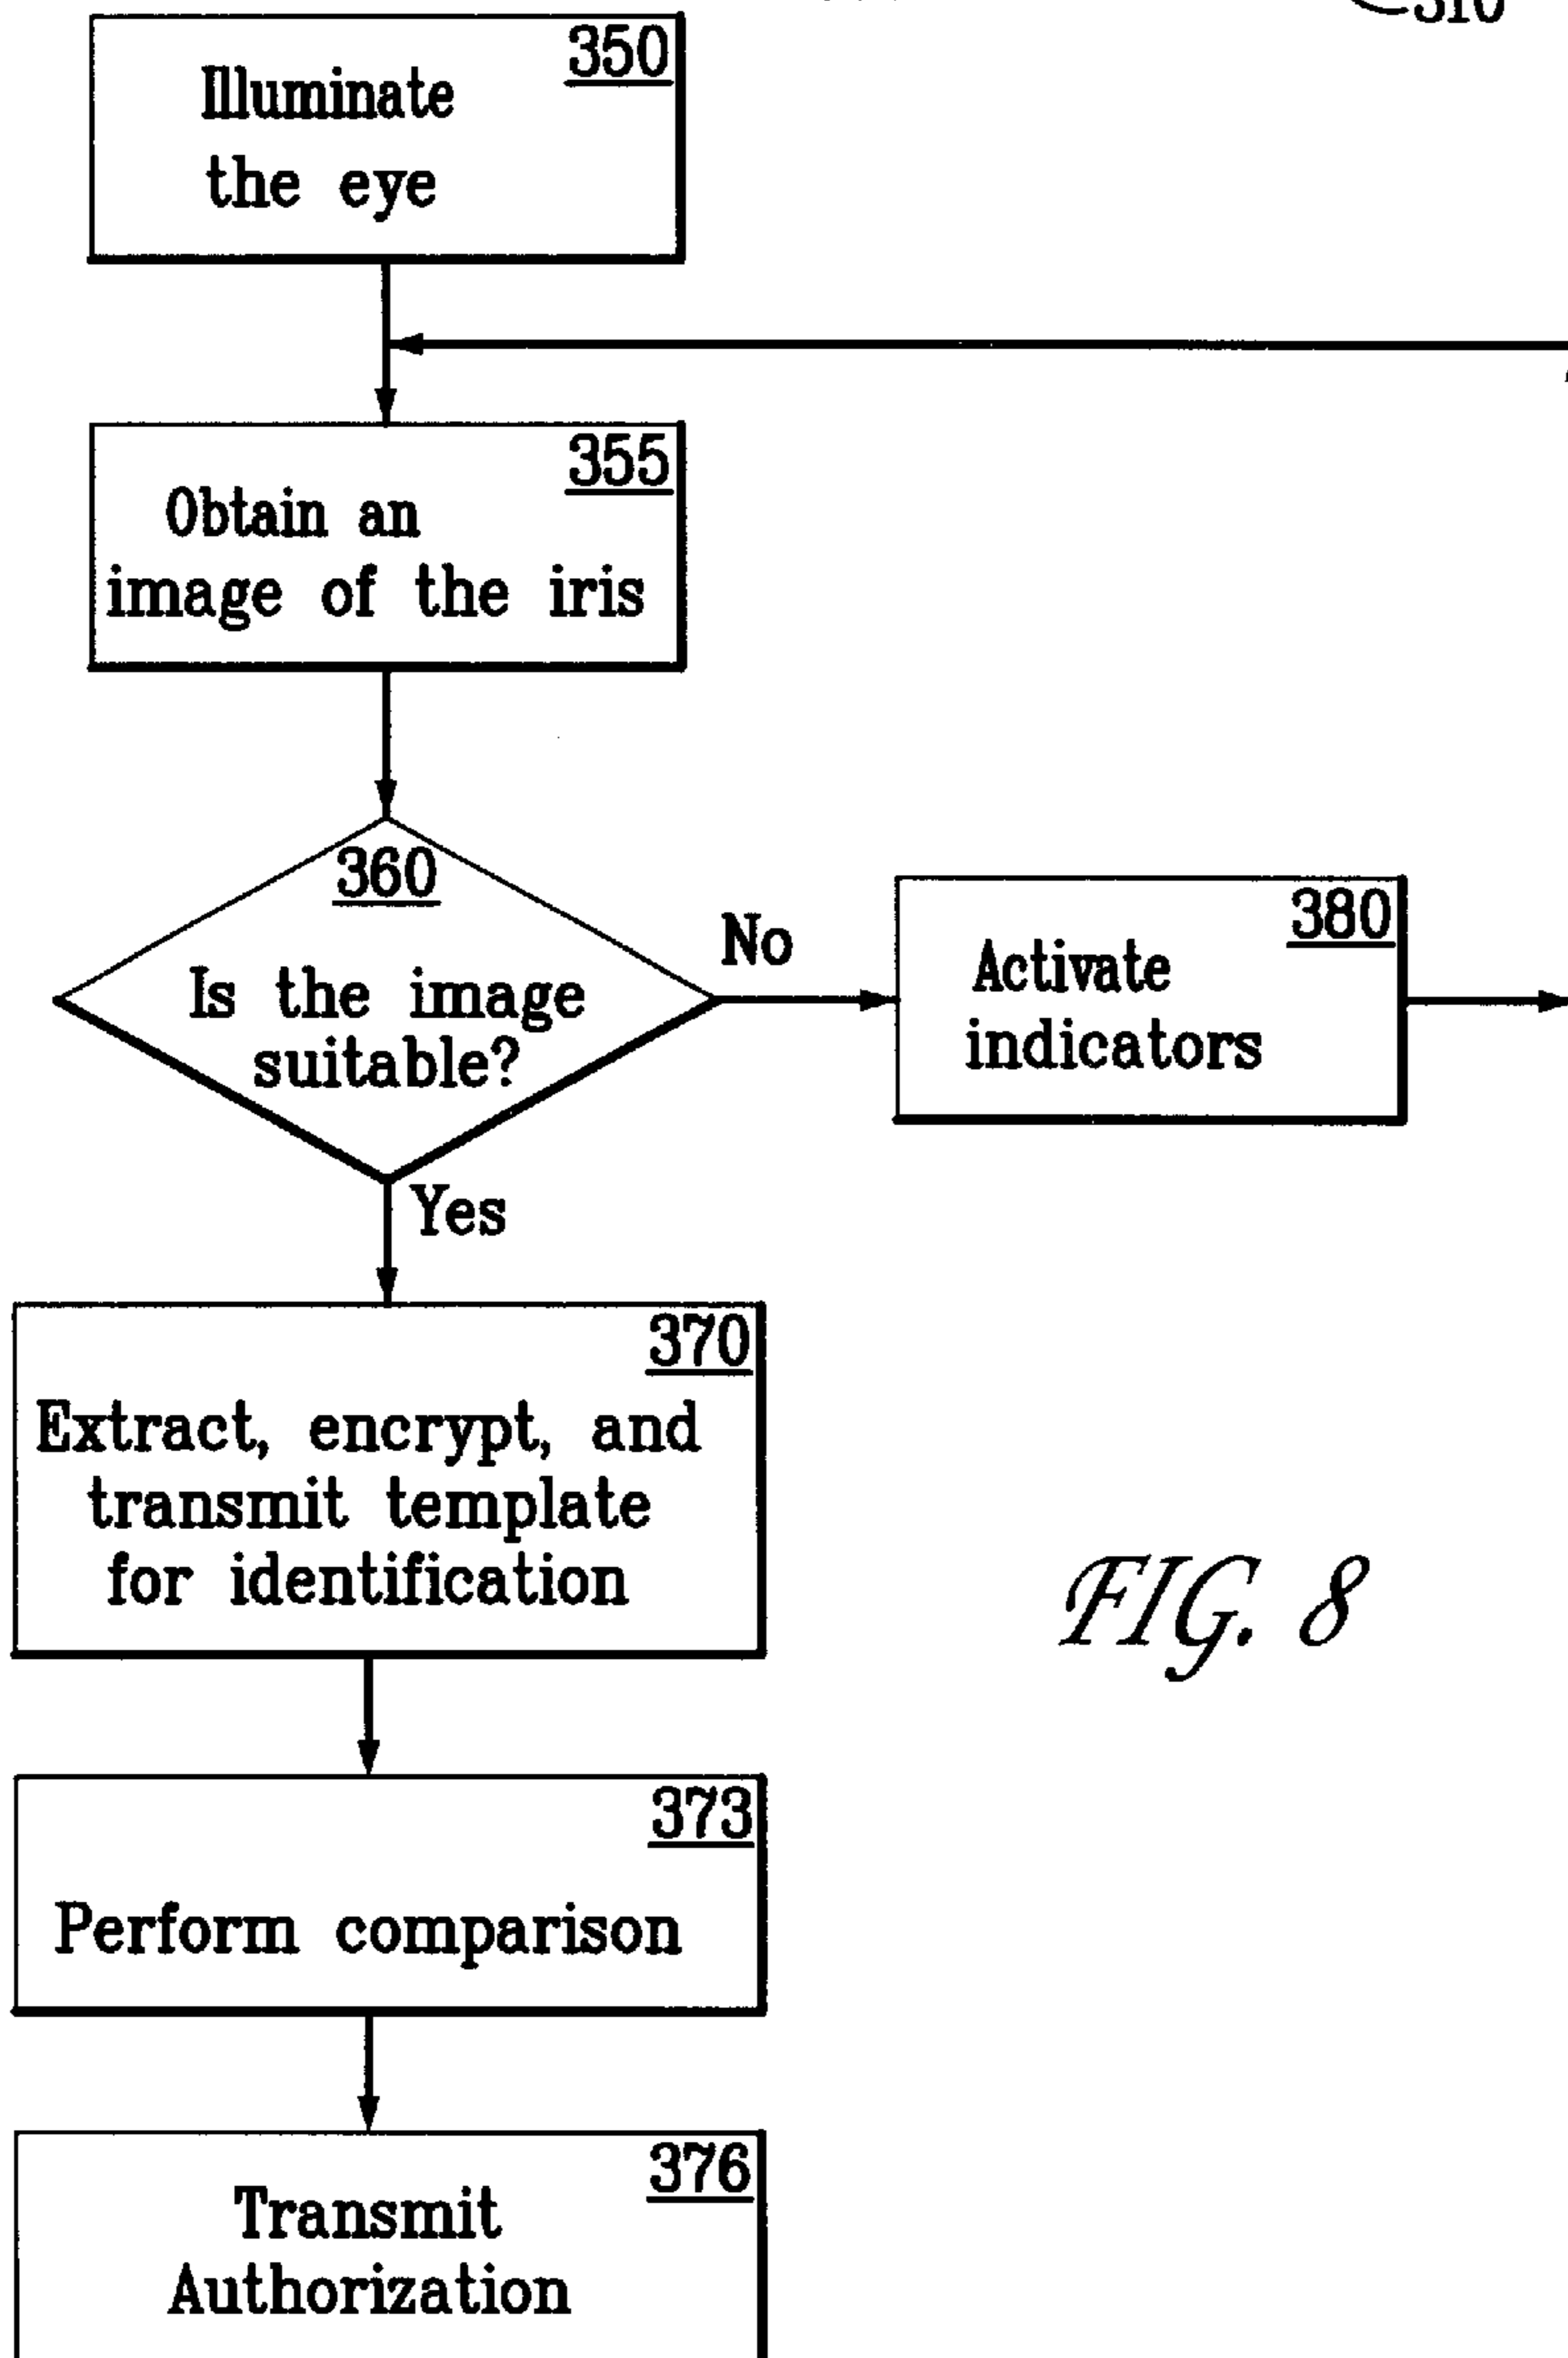 310
350
Illuminate
the eye
355
Obtain an
image of the iris
360
Is the image
suitable?
No
380
Activate
indicators
Yes
370
Extract, encrypt, and
transmit template
for identification
FIG. 8
373
Perform comparison
376
Transmit
Authorization